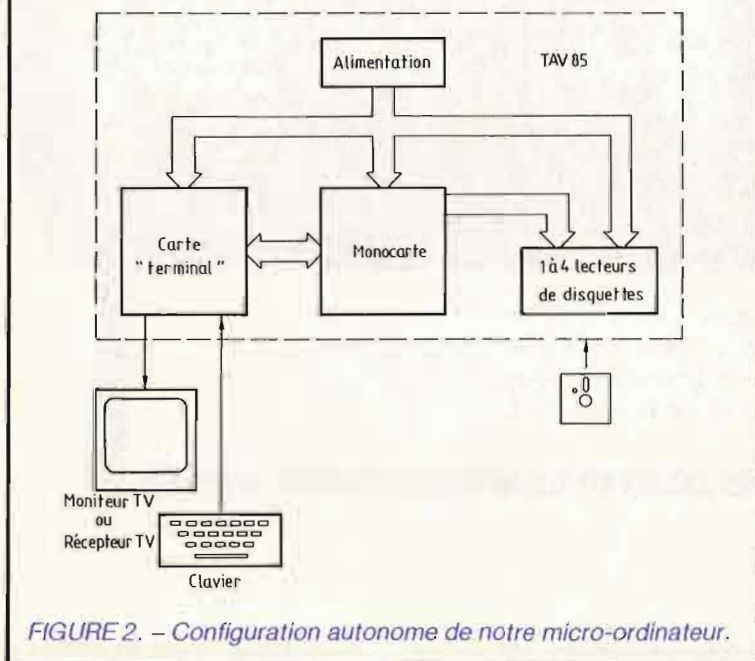 Alimentation
TAV 85
Carte
"terminal"
Monocarte
1 à 4 lecteurs
de disquettes
Moniteur TV
ou
Récepteur TV
Clavier
FIGURE 2. – Configuration autonome de notre micro-ordinateur.